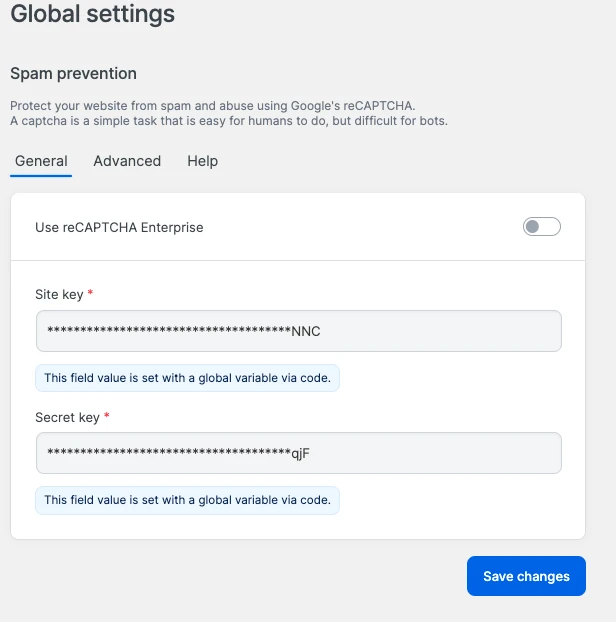 Global settings
Spam prevention
Protect your website from spam and abuse using Google's reCAPTCHA.
A captcha is a simple task that is easy for humans to do, but difficult for bots.
General Advanced Help
Use reCAPTCHA Enterprise
Site key *
*************************************NNC
This field value is set with a global variable via code.
Secret key *
*************************************qjF
This field value is set with a global variable via code.
Save changes